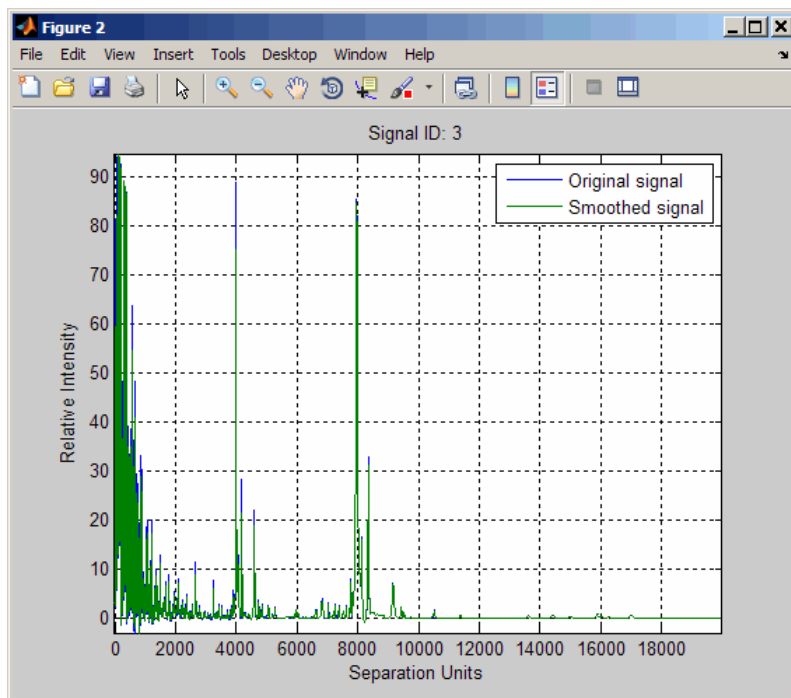 Figure 2
File Edit View Insert Tools Desktop Window Help
Signal ID: 3
Original signal
Smoothed signal
90
80
70
60
50
40
30
20
10
0
Relative Intensity
0 2000 4000 6000 8000 10000 12000 14000 16000 18000
Separation Units